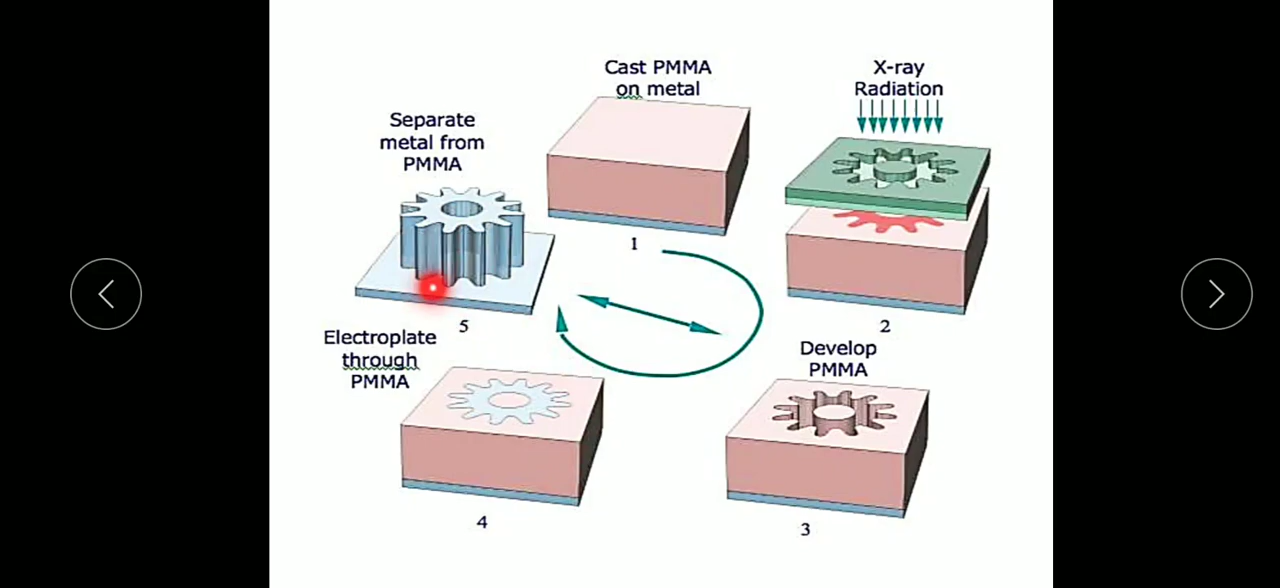 Cast PMMA
on metal
1
X-ray
Radiation
2
Develop
PMMA
3
Electroplate
through
PMMA
4
Separate
metal from
PMMA
5